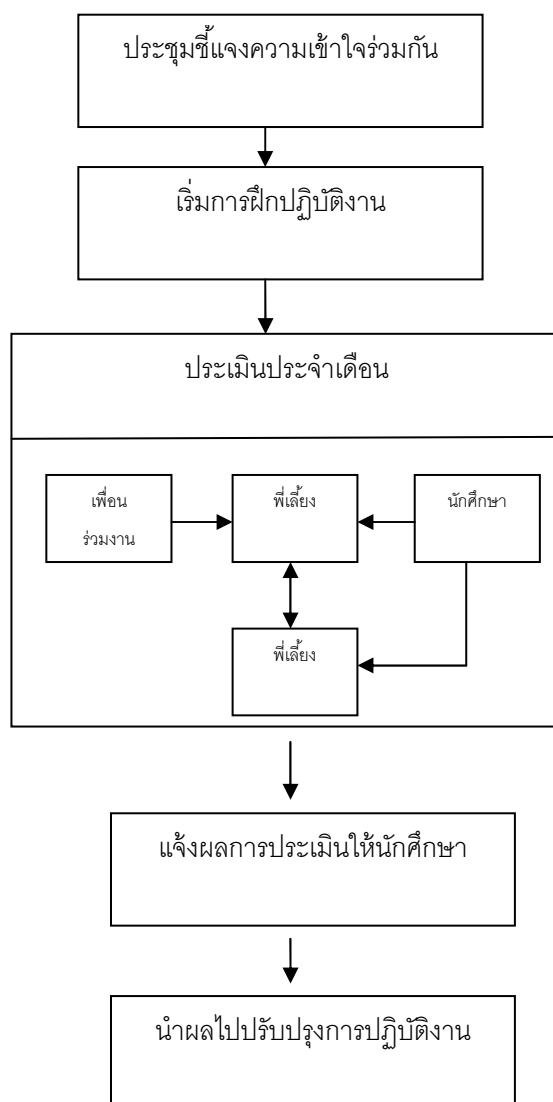 ประชุมชี้แจงความเข้าใจร่วมกัน
เริ่มการฝึกปฏิบัติงาน
ประเมินประจำเดือน
เพื่อน
ร่วมงาน
พี่เลี้ยง
นักศึกษา
พี่เลี้ยง
แจ้งผลการประเมินให้นักศึกษา
นำผลไปปรับปรุงการปฏิบัติงาน